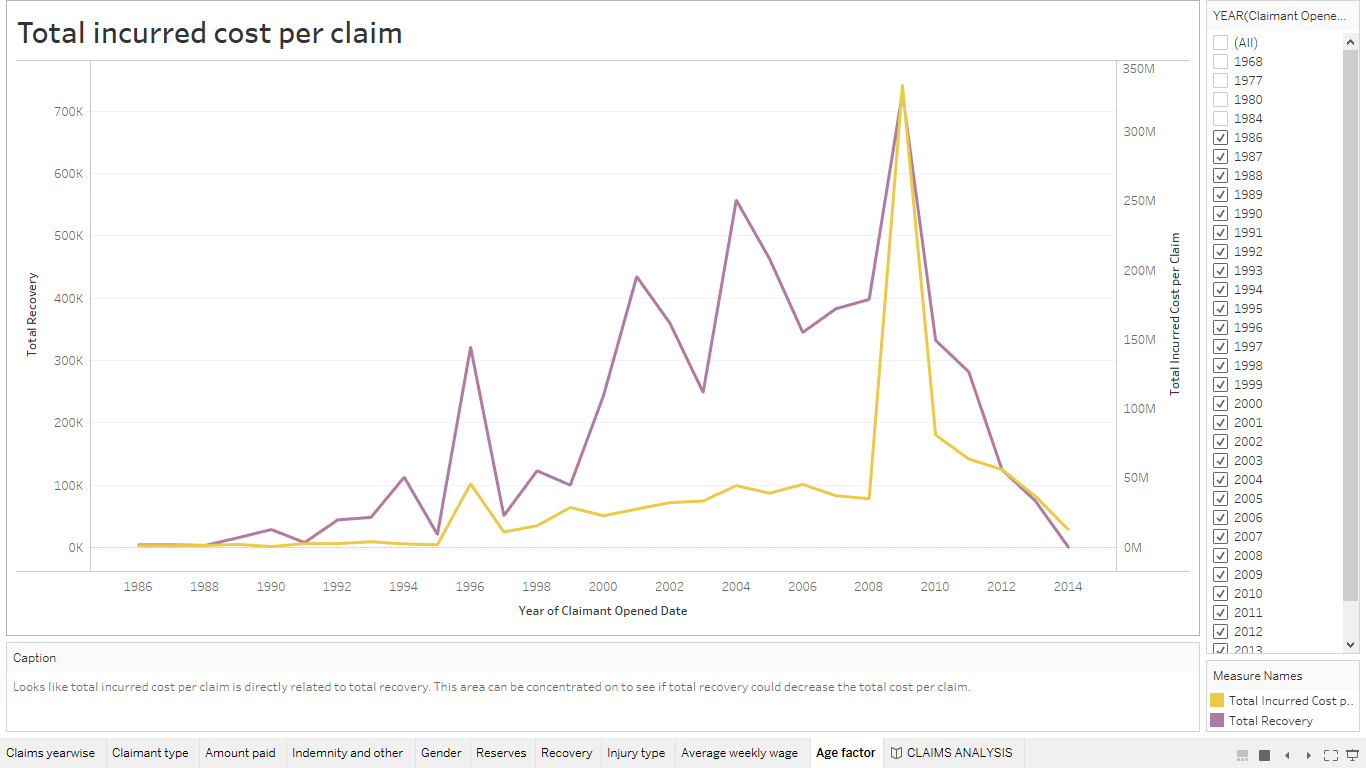 Total incurred cost per claim
700K
600K
500K
400K
300K
200K
100K
0K
Total Recovery
350M
300M
250M
200M
150M
100M
50M
0M
Total Incurred Cost per Claim
1986 1988 1990 1992 1994 1996 1998 2000 2002 2004 2006 2008 2010 2012 2014
Year of Claimant Opened Date
Caption
Looks like total incurred cost per claim is directly related to total recovery. This area can be concentrated on to see if total recovery could decrease the total cost per claim.
YEAR(Claimant Opene...
(All)
1968
1977
1980
1984
1986
1987
1988
1989
1990
1991
1992
1993
1994
1995
1996
1997
1998
1999
2000
2001
2002
2003
2004
2005
2006
2007
2008
2009
2010
2011
2012
2013
Measure Names
Total Incurred Cost p..
Total Recovery
Claims yearwise Claimant type Amount paid Indemnity and other Gender Reserves Recovery Injury type Average weekly wage Age factor CLAIMS ANALYSIS